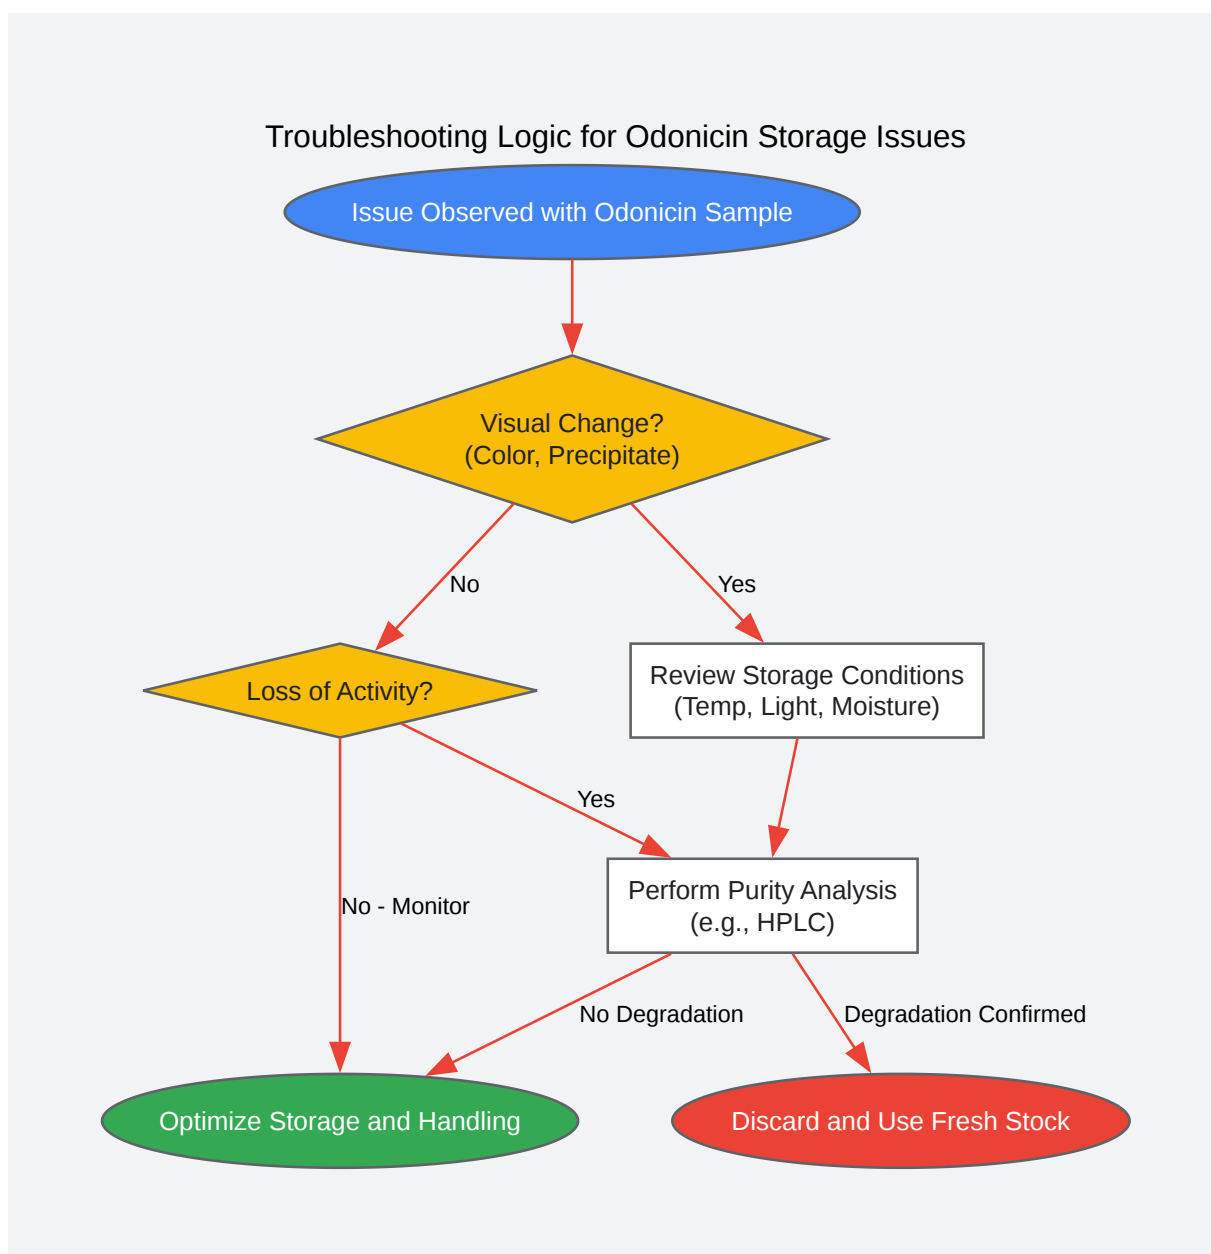 Troubleshooting Logic for Odonicin Storage Issues
Issue Observed with Odonicin Sample
Visual Change?
(Color, Precipitate)
No
Yes
Loss of Activity?
Review Storage Conditions
(Temp, Light, Moisture)
Yes
No - Monitor
Perform Purity Analysis
(e.g., HPLC)
No Degradation
Degradation Confirmed
Optimize Storage and Handling
Discard and Use Fresh Stock